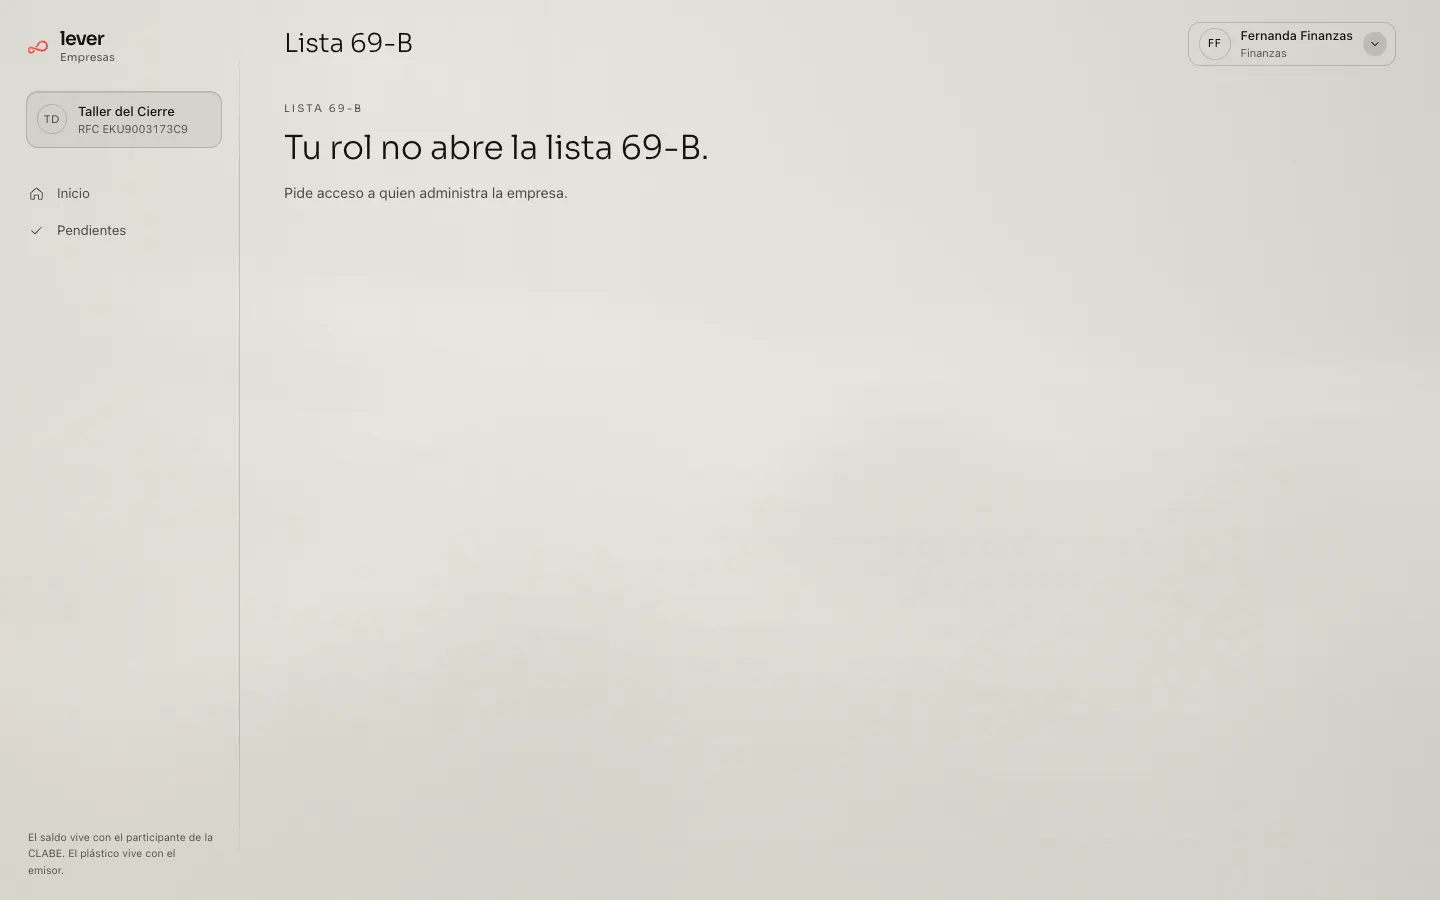 lever
Empresas
TD
Taller del Cierre
RFC EKU9003173C9
Inicio
Pendientes
El saldo vive con el participante de la
CLABE. El plástico vive con el
emisor.
Lista 69-B
FF
Fernanda Finanzas
Finanzas
LISTA 69-B
Tu rol no abre la lista 69-B.
Pide acceso a quien administra la empresa.